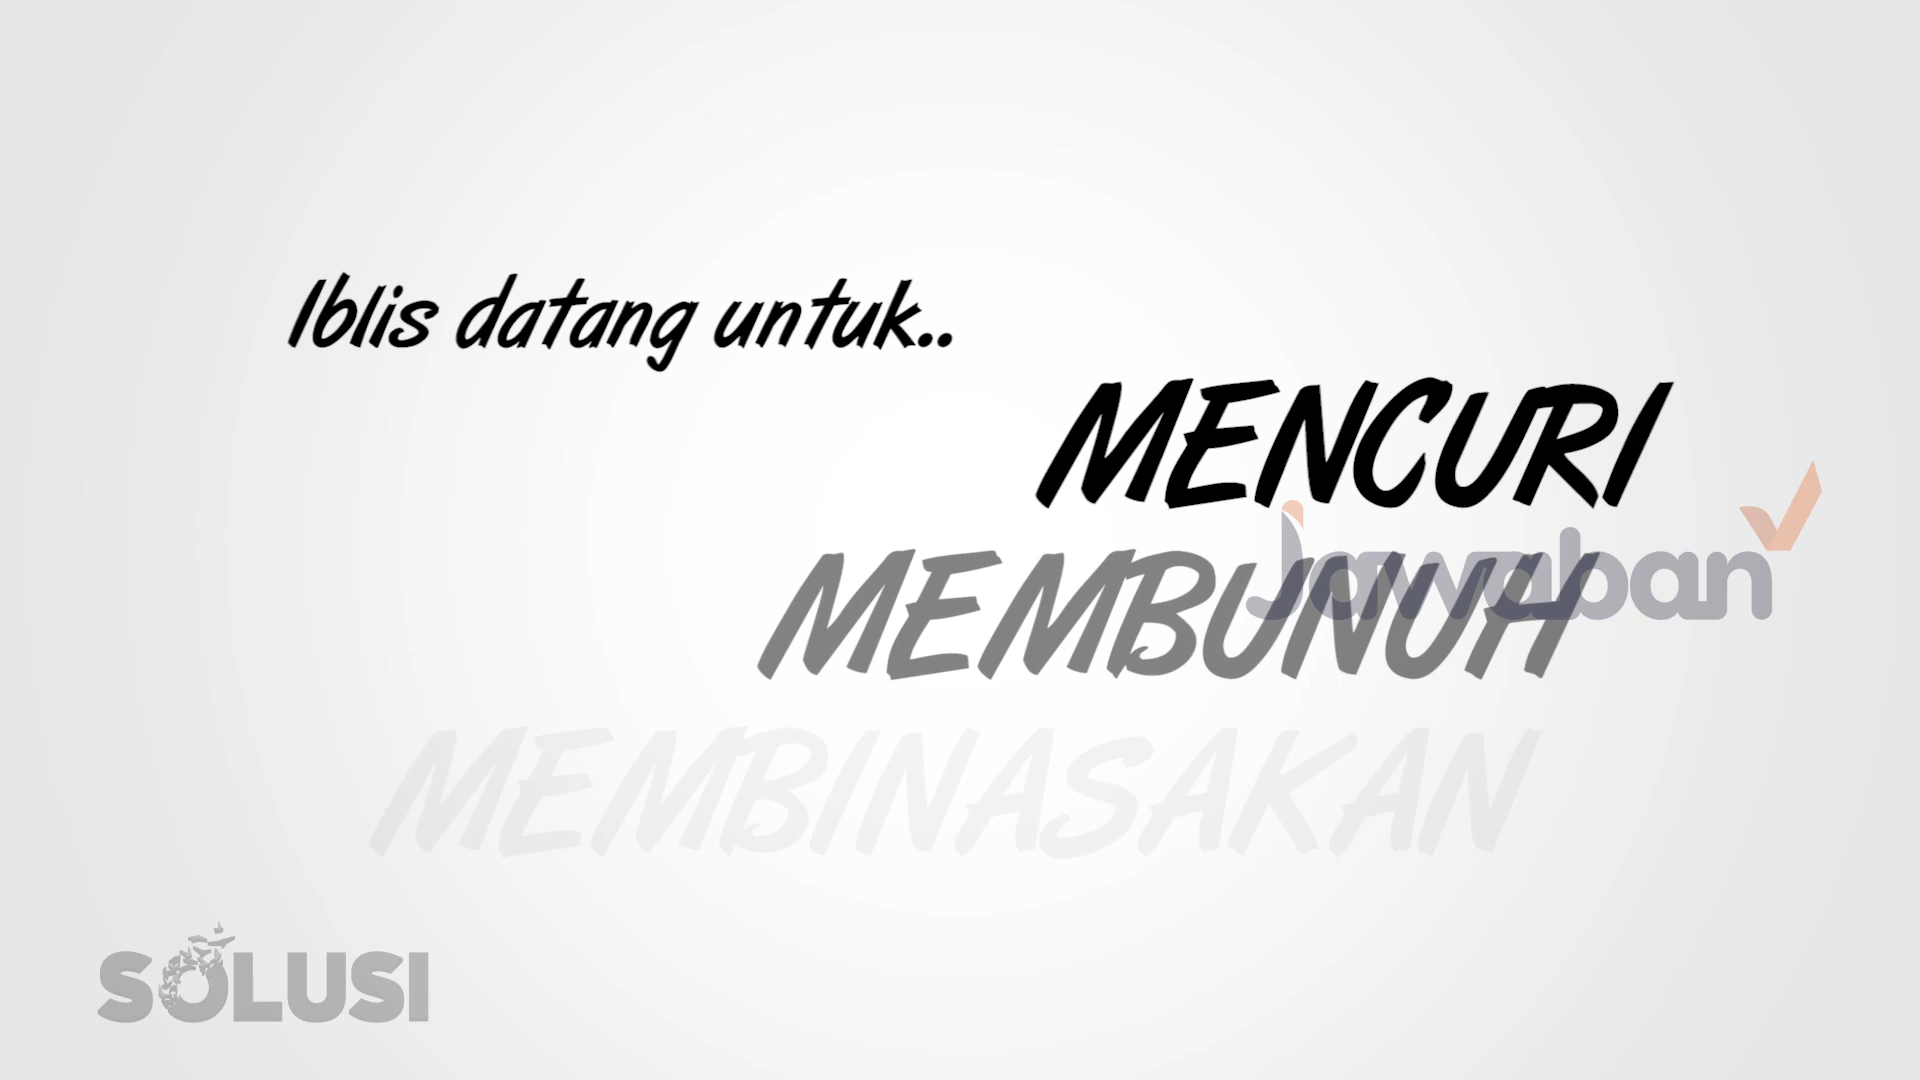 Iblis datang untuk..
MENCURI
jawaban
MEMBUNUH
MEMBINASAKAN
SOLUSI